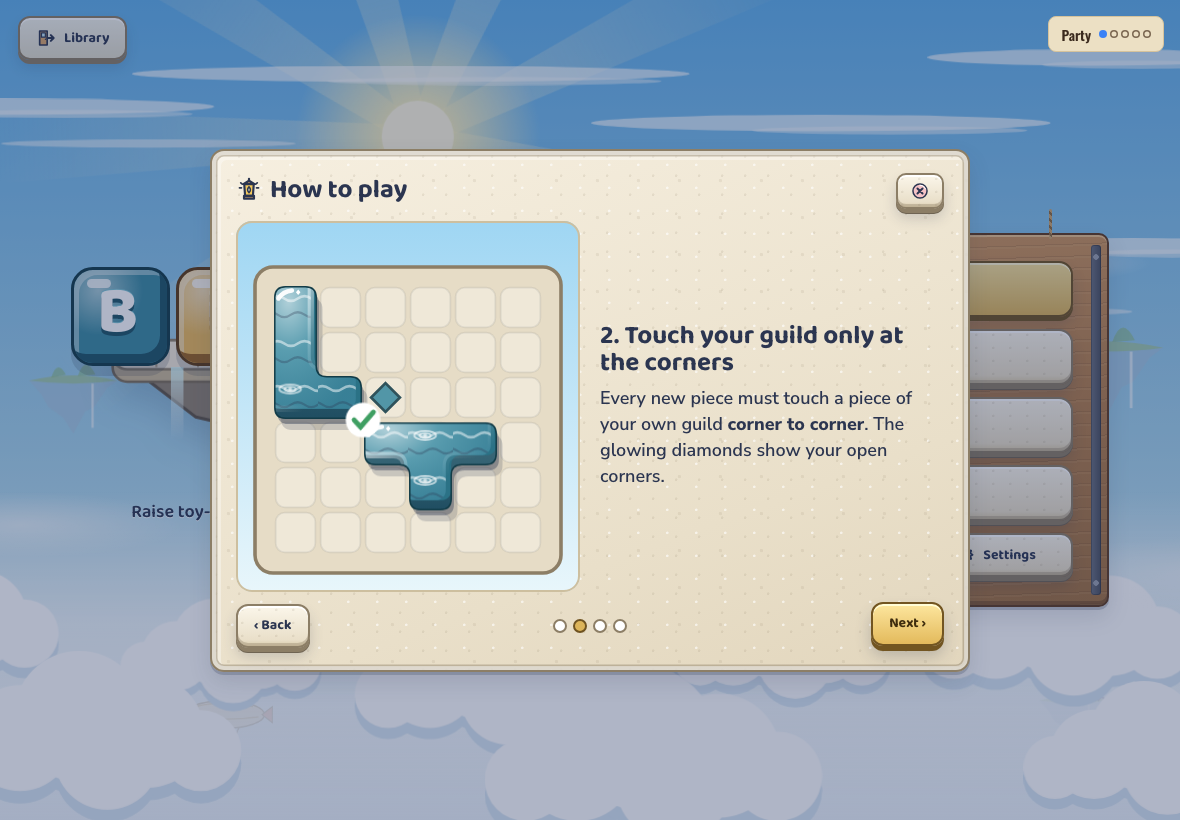 Library
Party
How to play
B
2. Touch your guild only at
the corners
Every new piece must touch a piece of
your own guild corner to corner. The
glowing diamonds show your open
corners.
Raise toy-
Settings
‹ Back
Next ›